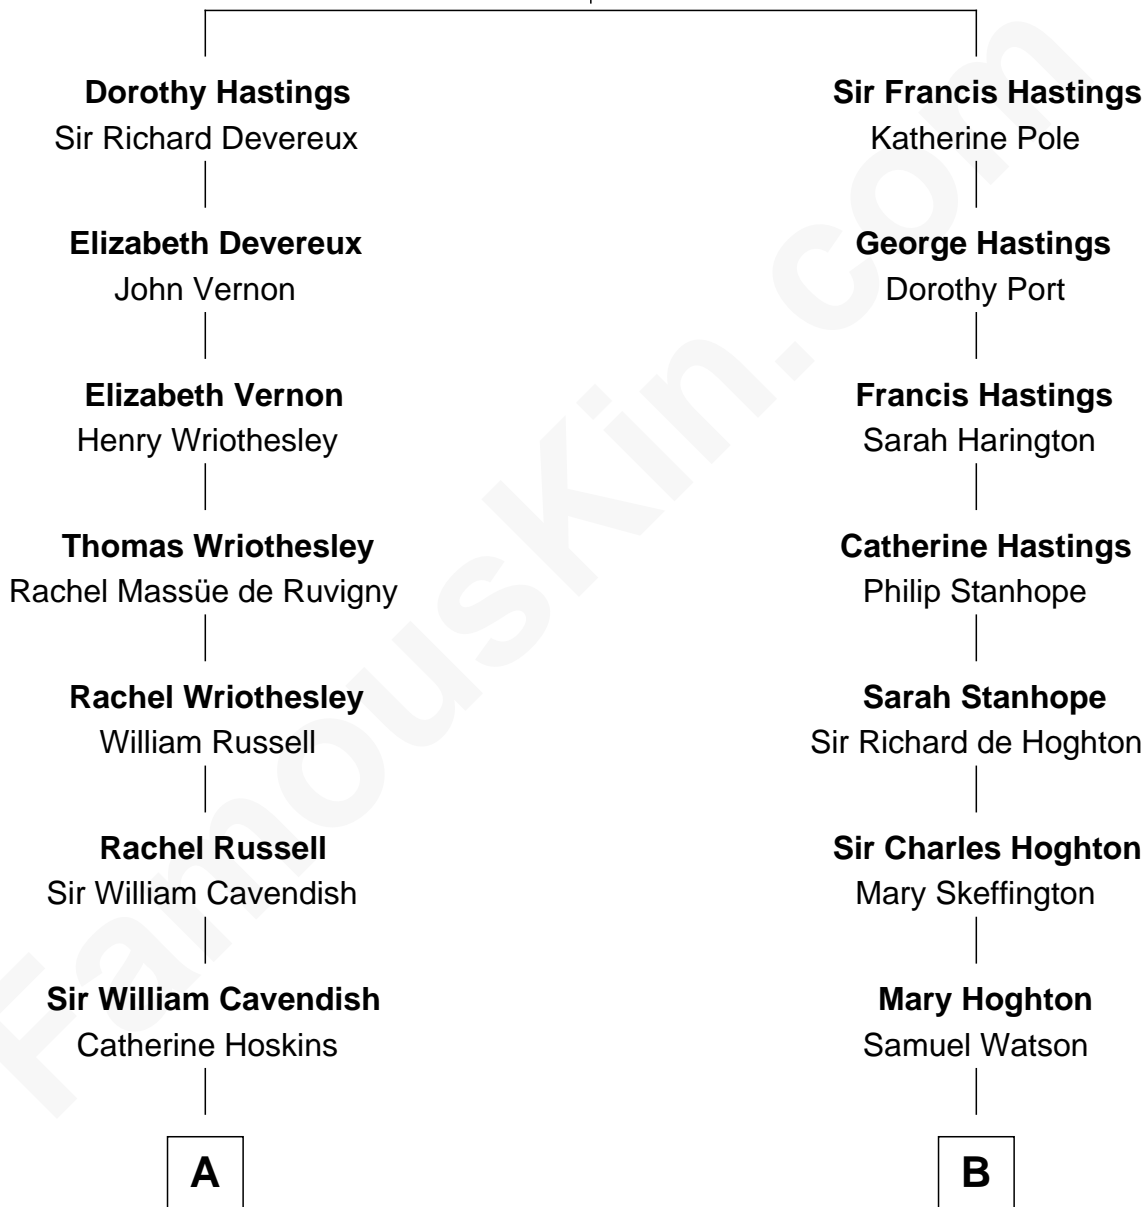 Dorothy Hastings
Sir Richard Devereux
Elizabeth Devereux
John Vernon
Elizabeth Vernon
Henry Wriothesley
Thomas Wriothesley
Rachel Massüe de Ruvigny
Rachel Wriothesley
William Russell
Rachel Russell
Sir William Cavendish
Sir William Cavendish
Catherine Hoskins
A
Sir Francis Hastings
Katherine Pole
George Hastings
Dorothy Port
Francis Hastings
Sarah Harington
Catherine Hastings
Philip Stanhope
Sarah Stanhope
Sir Richard de Hoghton
Sir Charles Hoghton
Mary Skeffington
Mary Hoghton
Samuel Watson
B
FamousKin.com